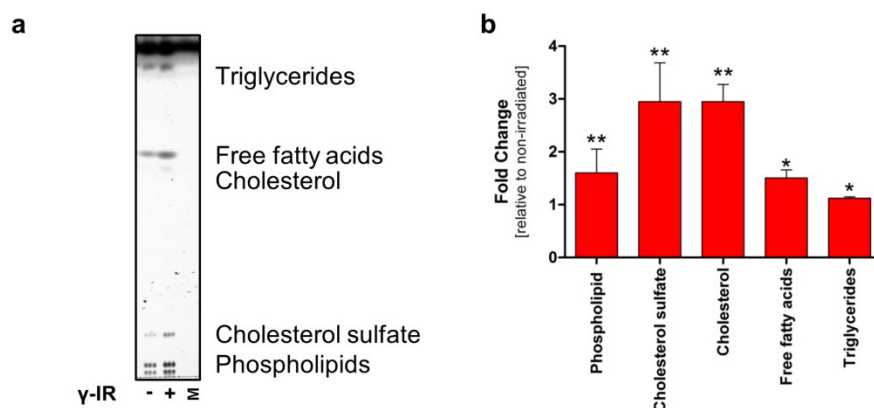 a
Triglycerides
Free fatty acids
Cholesterol
Cholesterol sulfate
Phospholipids
γ-IR - + M
b
Fold Change
[relative to non-irradiated]
4
3
2
1
0
**
**
**
*
*
Phospholipid
Cholesterol sulfate
Cholesterol
Free fatty acids
Triglycerides